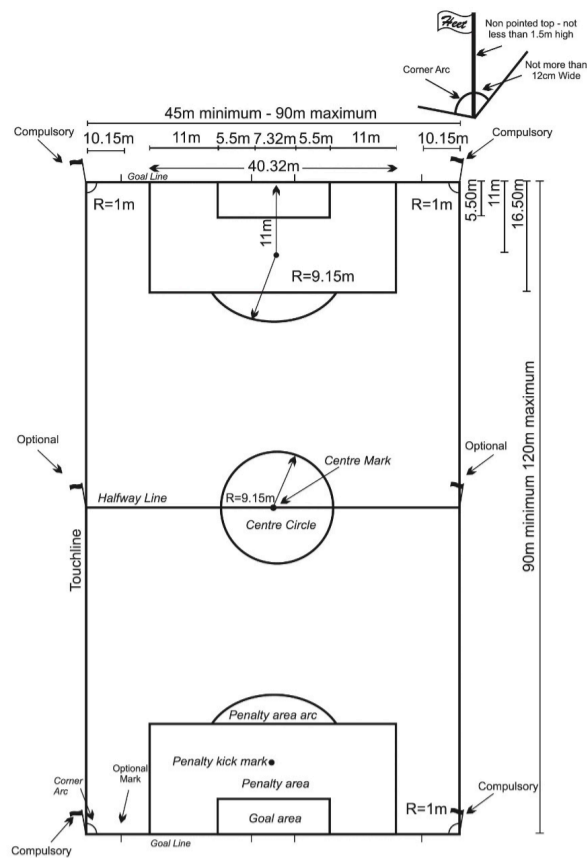 Heet
Non pointed top - not
less than 1.5m high
Corner Arc
Not more than
12cm Wide
45m minimum - 90m maximum
Compulsory
Compulsory
10.15m
11m
5.5m
7.32m
5.5m
11m
10.15m
40.32m
Goal Line
R=1m
R=1m
11m
R=9.15m
5.50m
11m
16.50m
Optional
Optional
Centre Mark
Halfway Line
R=9.15m
Centre Circle
Touchline
90m minimum 120m maximum
Penalty area arc
Penalty kick mark
Penalty area
Goal area
Corner
Arc
Optional
Mark
Compulsory
R=1m
Compulsory
Goal Line